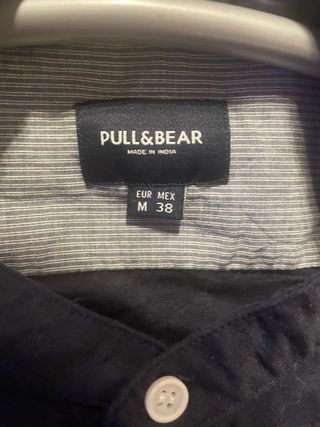 PULL&BEAR
MADE IN INDIA
EUR MEX
M 38